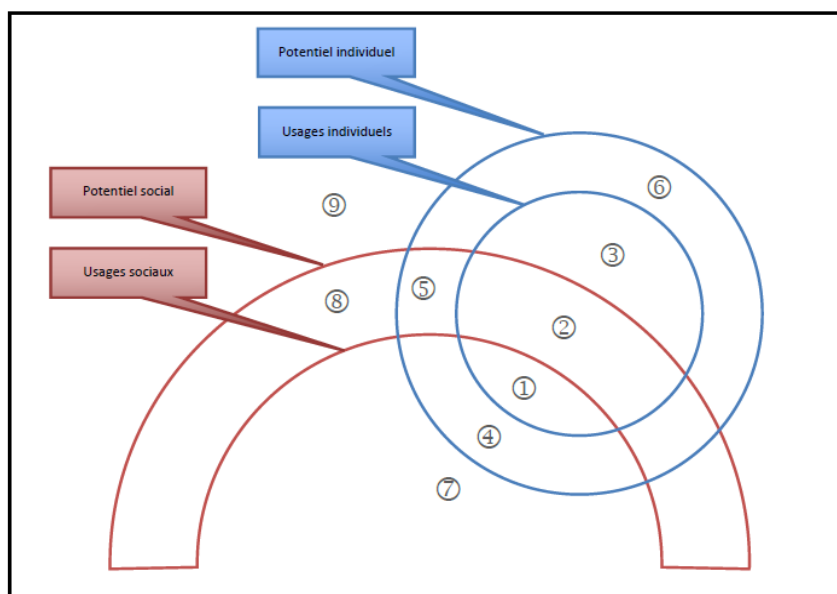 Potentiel individuel
Usages individuels
⑥
Potentiel social
⑨
③
Usages sociaux
⑧
⑤
②
①
④
⑦